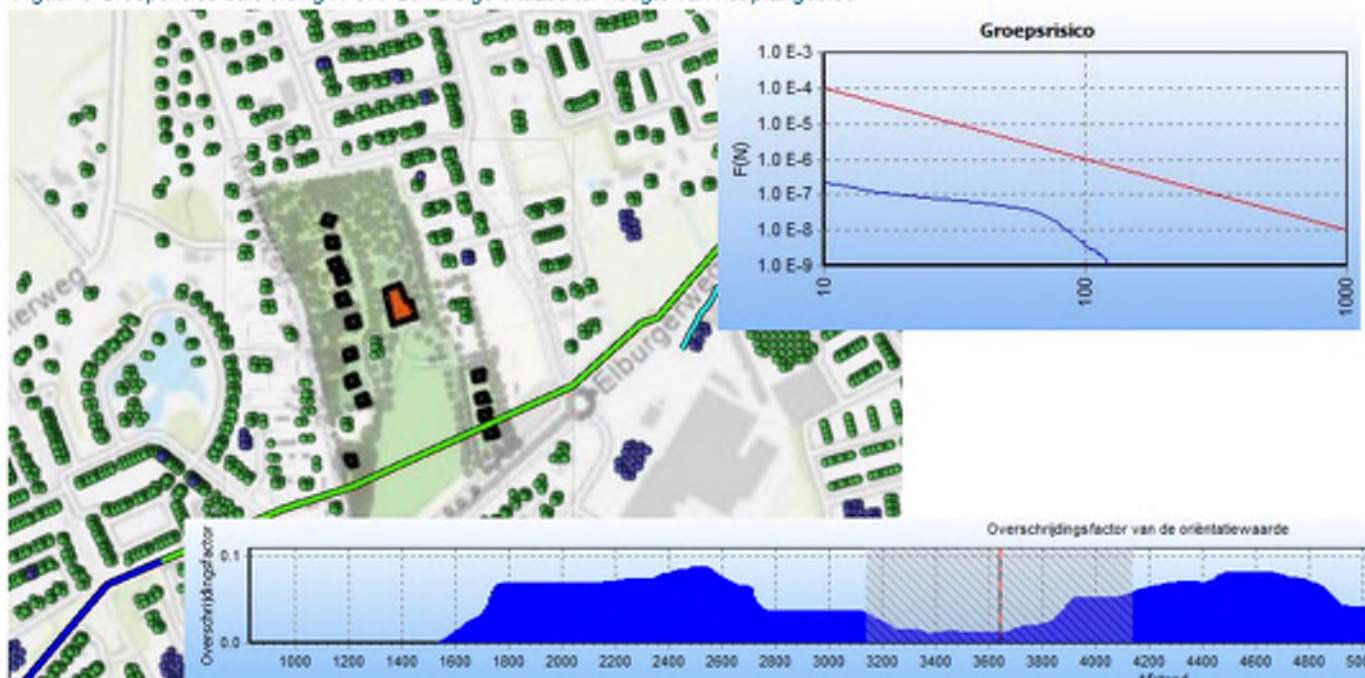 Groepsrisico
1.0 E-3
1.0 E-4
1.0 E-5
1.0 E-6
1.0 E-7
1.0 E-8
1.0 E-9
F(N)
10
100
1000
Elburgerweg
Overschrijdingsfactor van de oriëntatiewaarde
Overschrijdingsfactor
0.1
0.0
1000 1200 1400 1600 1800 2000 2200 2400 2600 2800 3000 3200 3400 3600 3800 4000 4200 4400 4600 4800